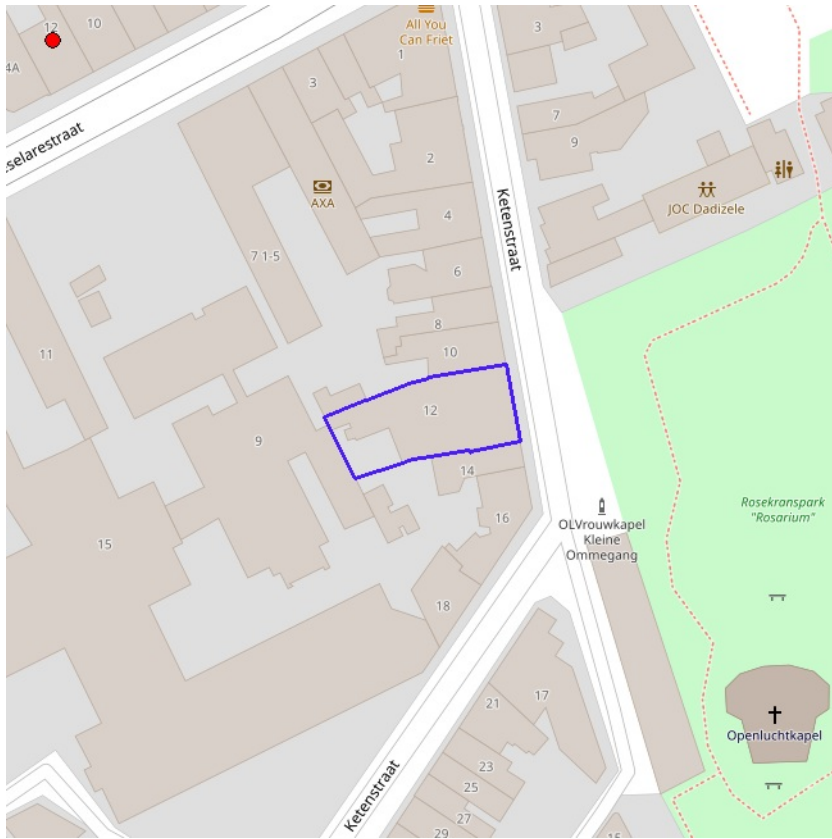 12
10
4A
All You
Can Friet
1
3
3
2
7
9
AXA
4
JOC Dadizele
Ketenstraat
7 1-5
6
8
11
10
12
9
14
16
Rosekranspark
"Rosarium"
OLVrouwkapel
Kleine
Ommegang
15
18
17
21
Openluchtkapel
23
25
Ketenstraat
27
29
15